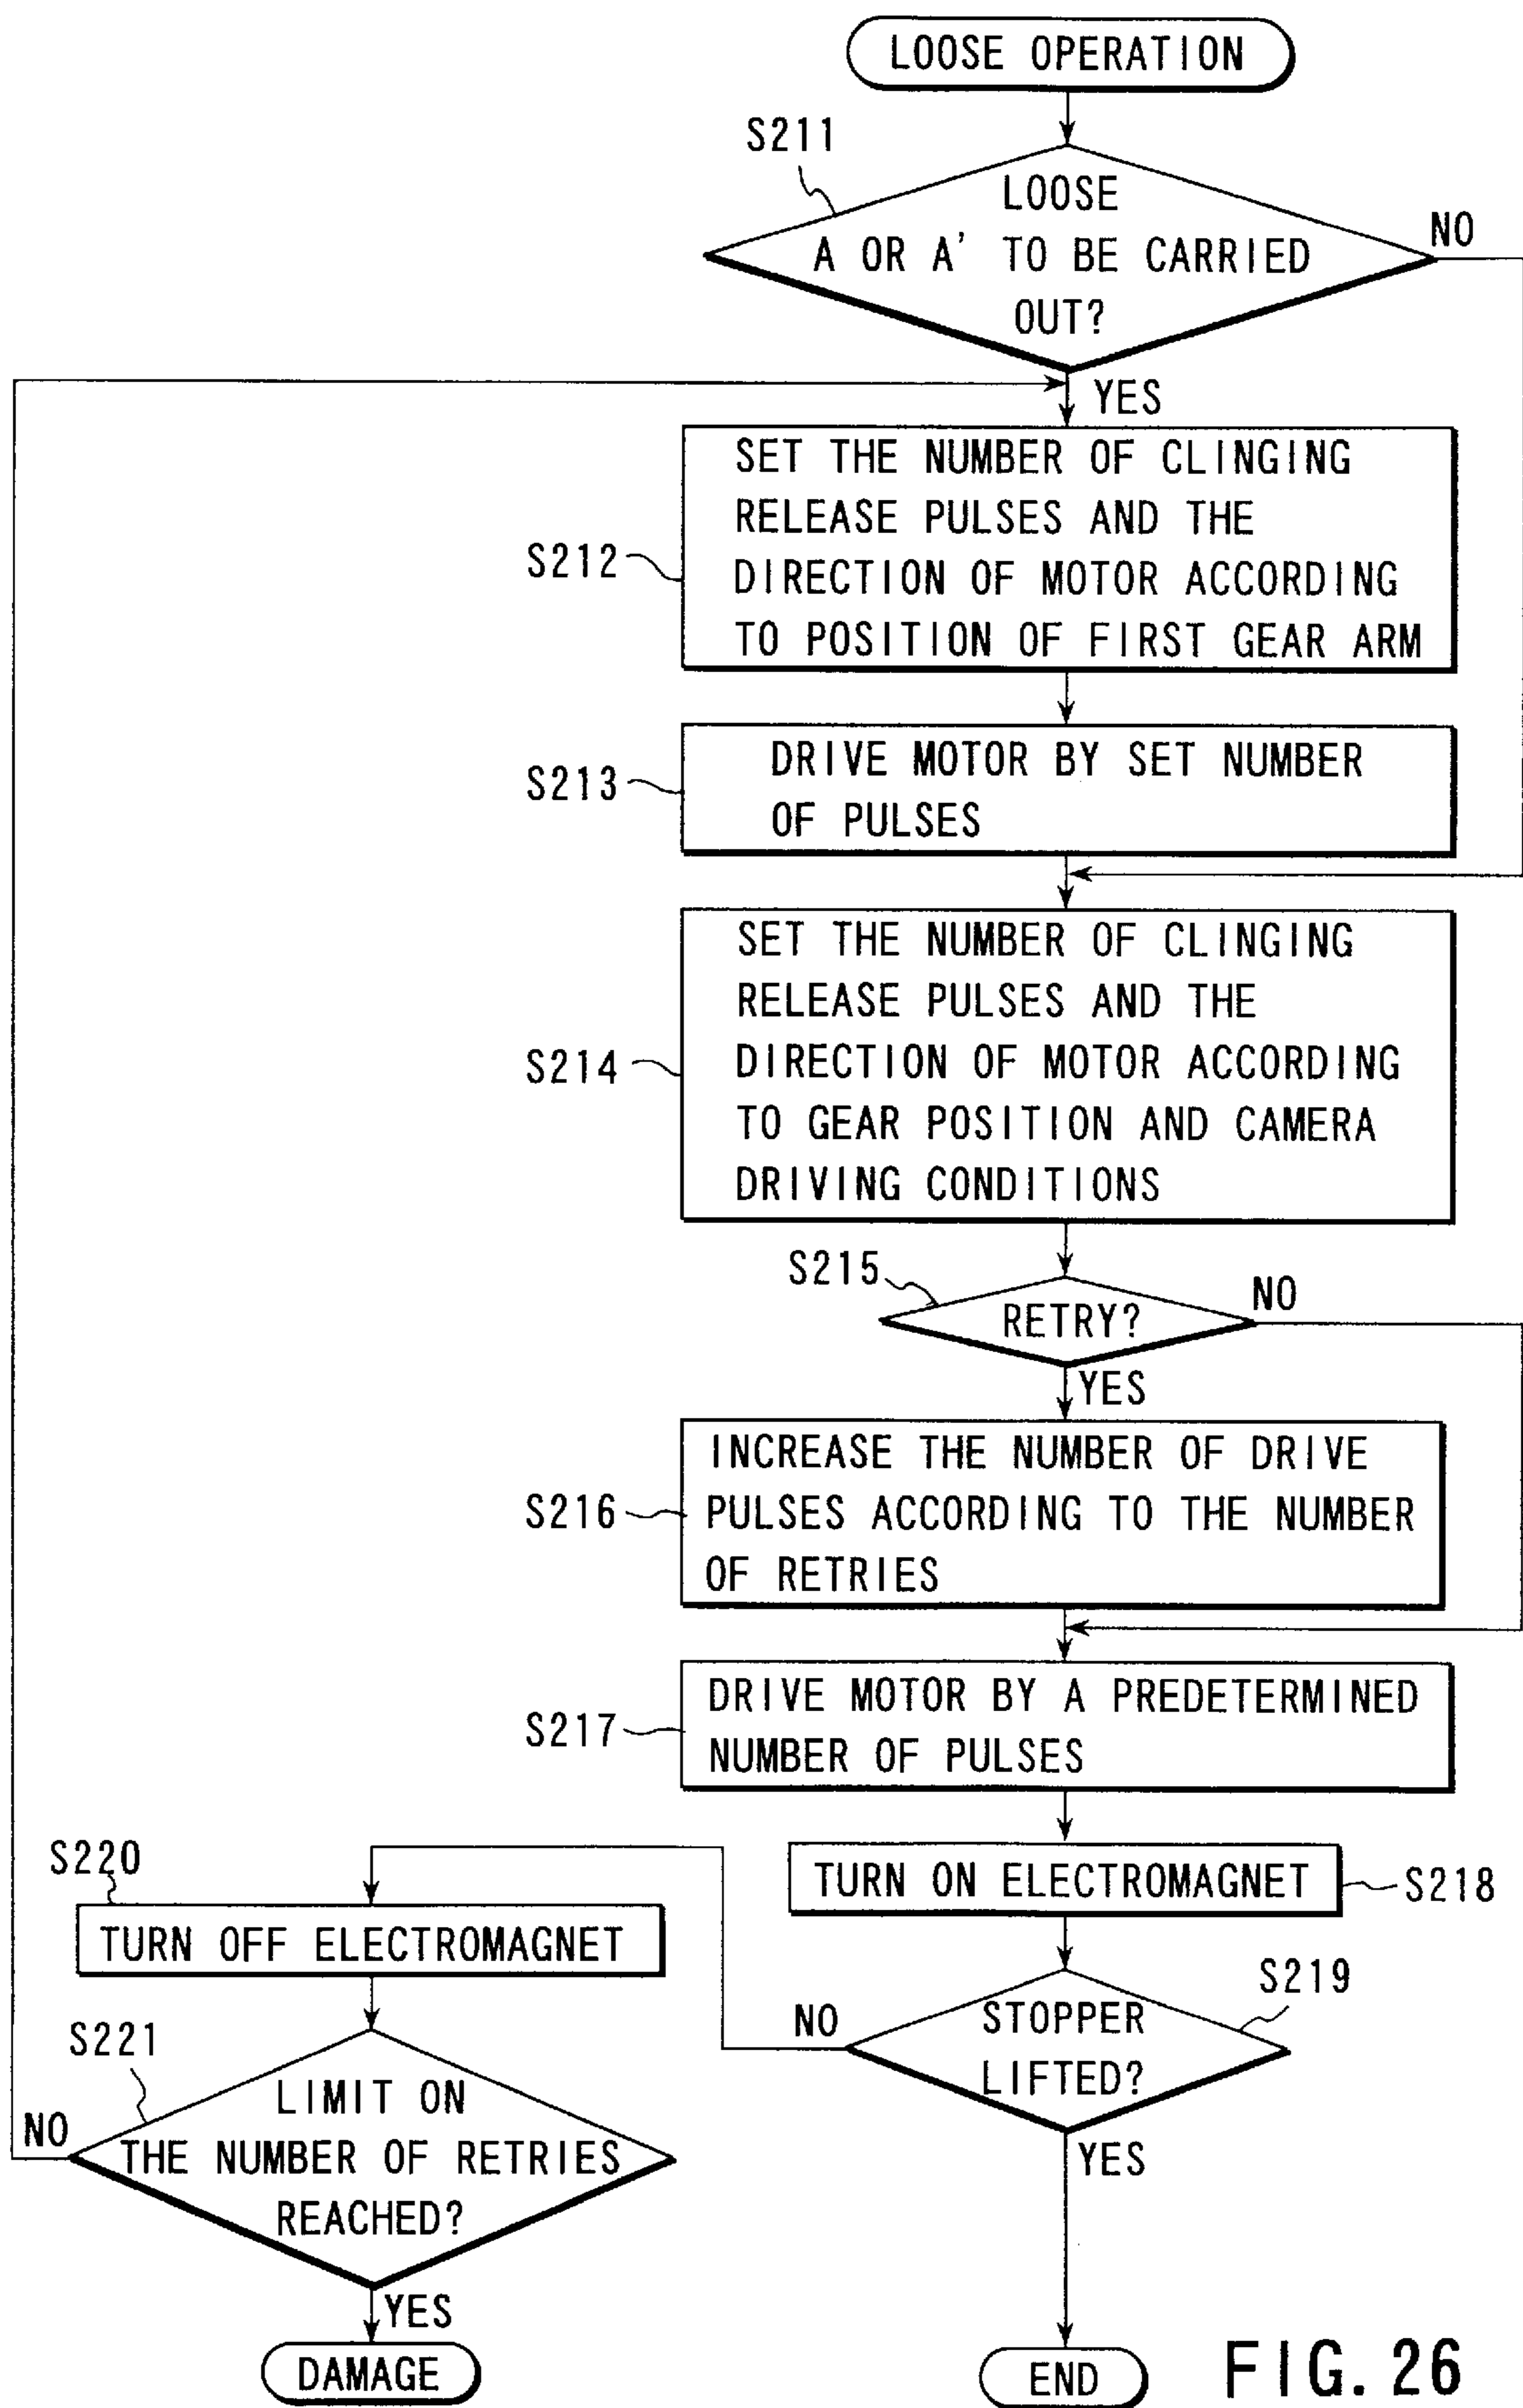 LOOSE OPERATION
S211
LOOSE
A OR A' TO BE CARRIED
OUT?
NO
YES
S212
SET THE NUMBER OF CLINGING
RELEASE PULSES AND THE
DIRECTION OF MOTOR ACCORDING
TO POSITION OF FIRST GEAR ARM
S213
DRIVE MOTOR BY SET NUMBER
OF PULSES
S214
SET THE NUMBER OF CLINGING
RELEASE PULSES AND THE
DIRECTION OF MOTOR ACCORDING
TO GEAR POSITION AND CAMERA
DRIVING CONDITIONS
S215
RETRY?
NO
YES
S216
INCREASE THE NUMBER OF DRIVE
PULSES ACCORDING TO THE NUMBER
OF RETRIES
S217
DRIVE MOTOR BY A PREDETERMINED
NUMBER OF PULSES
TURN ON ELECTROMAGNET
S218
S219
STOPPER
LIFTED?
NO
YES
S220
TURN OFF ELECTROMAGNET
S221
LIMIT ON
THE NUMBER OF RETRIES
REACHED?
NO
YES
DAMAGE
END
FIG. 26